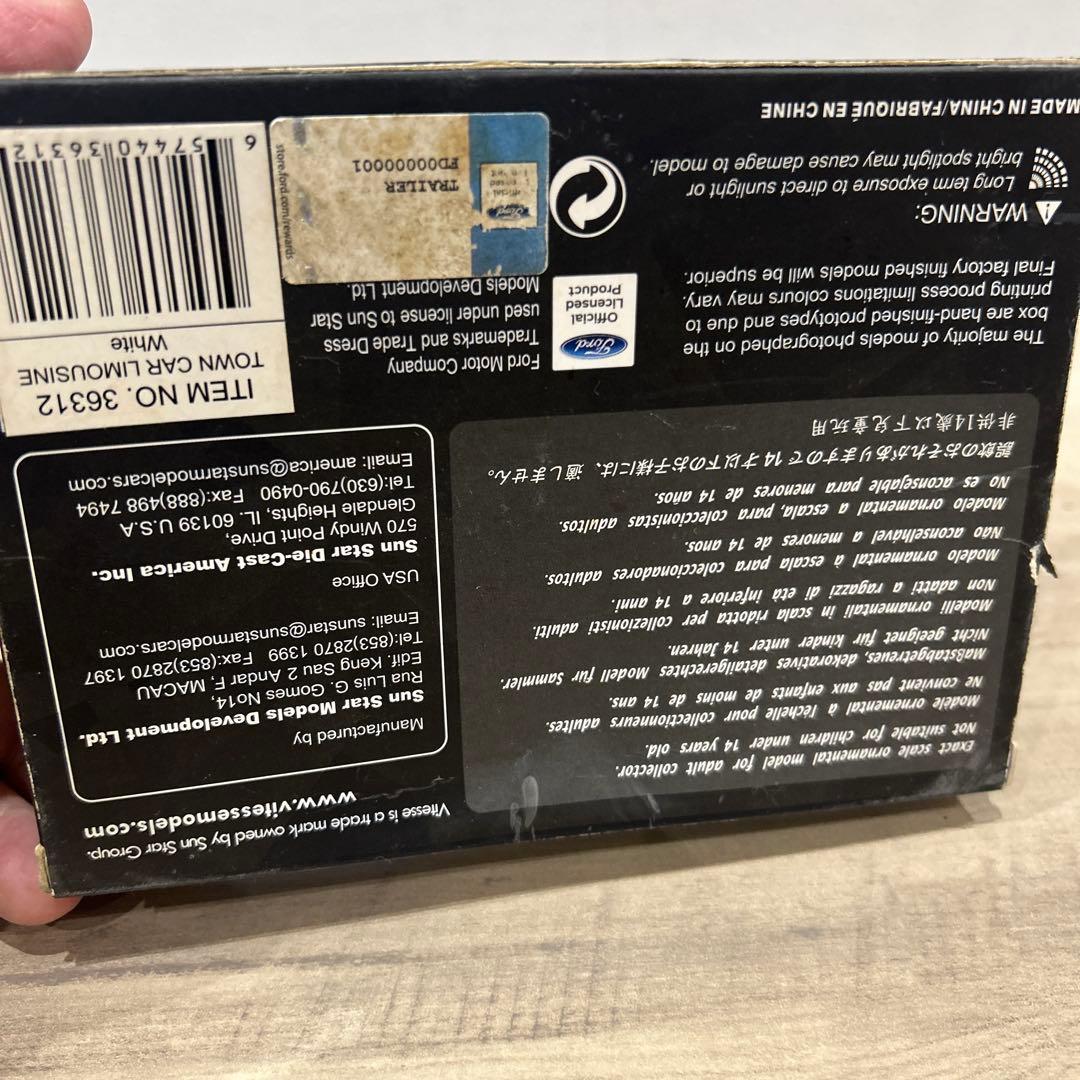 Vitesse is a trade mark owned by Sun Star Group.
www.vitessemodels.com
Manufactured by
Sun Star Models Development Ltd.
Rua Luis G. Gomes No14,
Edif. Keng Sau 2 Andar F, MACAU
Tel:(853)2870 1399 Fax:(853)2870 1397
Email: sunstar@sunstarmodelcars.com
USA Office
Sun Star Die-Cast America Inc.
570 Windy Point Drive,
Glendale Heights, IL. 60139 U.S.A
Tel:(630)790-0490 Fax:(888)498 7494
Email: america@sunstarmodelcars.com
Exact scale ornamental model for adult collector.
Not suitable for children under 14 years old.
Modèle ornemental à l'échelle pour collectionneurs adultes.
Ne convient pas aux enfants de moins de 14 ans.
Maßstabgetreues, dekoratives detailgerechtes Modell für Sammler.
Nicht geeignet für kinder unter 14 Jahren.
Modelli ornamentali in scala ridotta per collezionisti adulti.
Non adatti a ragazzi di età inferiore a 14 anni.
Modelo ornamental à escala para coleccionadores adultos.
Não aconselhável a menores de 14 anos.
Modelo ornamental a escala, para coleccionistas adultos.
No es aconsejable para menores de 14 anos.
誤飲のおそれがありますので 14 才以下のお子様には、適しません。
非供14歳以下兒童玩用
ITEM NO. 36312
TOWN CAR LIMOUSINE
White
6 57440 36312
Ford Motor Company
Trademarks and Trade Dress
used under license to Sun Star
Models Development Ltd.
Ford
Official
Licensed
Product
Ford
TRAILER
FD00000001
store.ford.com/rewards
The majority of models photographed on the
box are hand-finished prototypes and due to
printing process limitations colours may vary.
Final factory finished models will be superior.
WARNING:
Long term exposure to direct sunlight or
bright spotlight may cause damage to model.
MADE IN CHINA/FABRIQUÉ EN CHINE